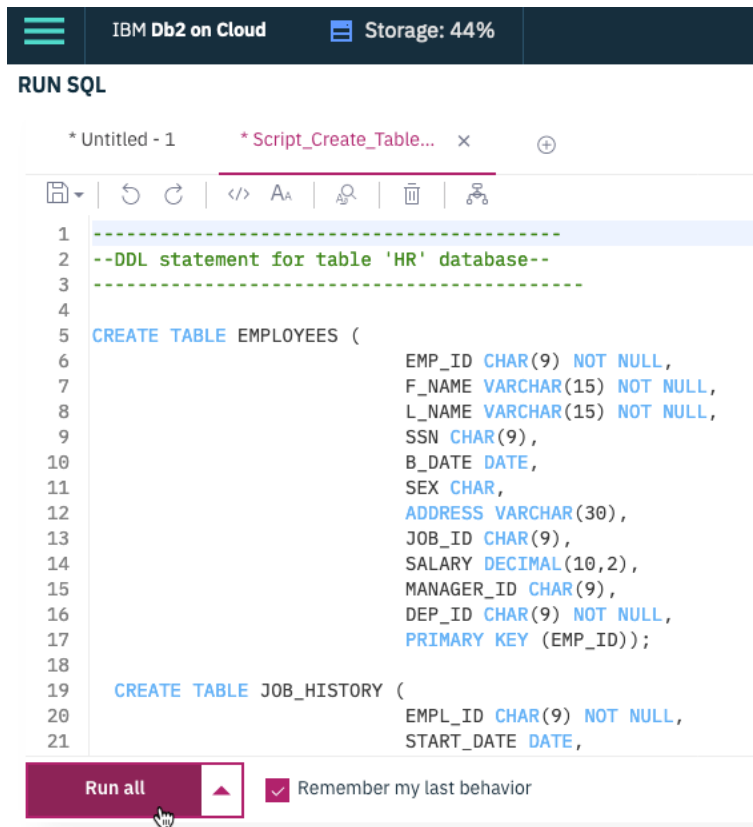 IBM Db2 on Cloud Storage: 44%
RUN SQL
* Untitled - 1 * Script_Create_Table... ×
</> AA
1 ------------------------------------------
2 --DDL statement for table 'HR' database--
3 --------------------------------------------
4
5 CREATE TABLE EMPLOYEES (
6 EMP_ID CHAR(9) NOT NULL,
7 F_NAME VARCHAR(15) NOT NULL,
8 L_NAME VARCHAR(15) NOT NULL,
9 SSN CHAR(9),
10 B_DATE DATE,
11 SEX CHAR,
12 ADDRESS VARCHAR(30),
13 JOB_ID CHAR(9),
14 SALARY DECIMAL(10,2),
15 MANAGER_ID CHAR(9),
16 DEP_ID CHAR(9) NOT NULL,
17 PRIMARY KEY (EMP_ID));
18
19 CREATE TABLE JOB_HISTORY (
20 EMPL_ID CHAR(9) NOT NULL,
21 START_DATE DATE,
Run all Remember my last behavior